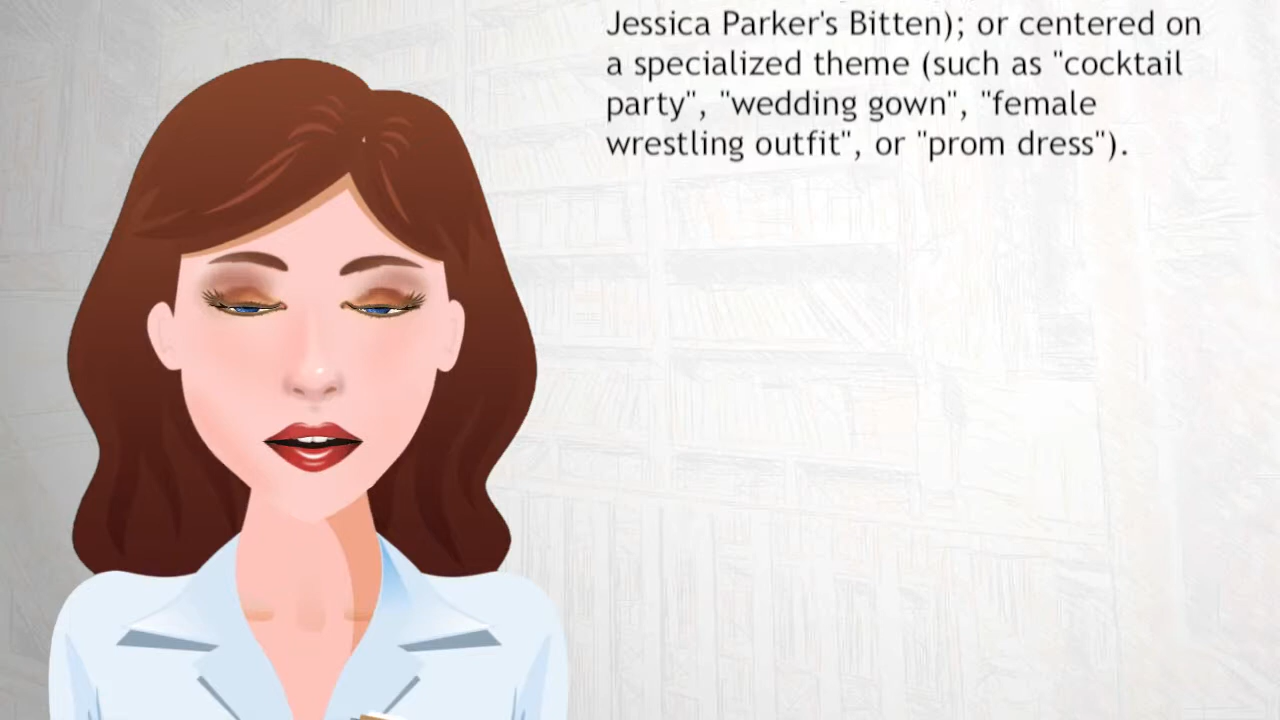 Jessica Parker's Bitten); or centered on
a specialized theme (such as "cocktail
party", "wedding gown", "female
wrestling outfit", or "prom dress").